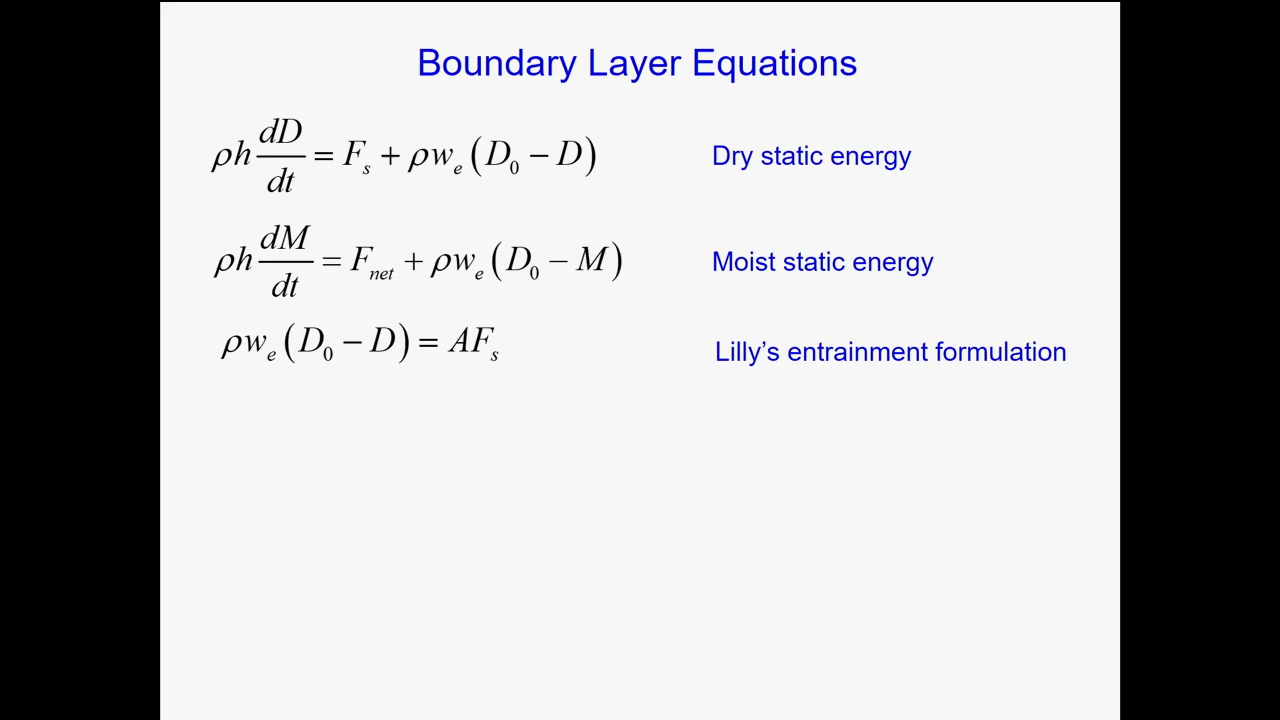 Boundary Layer Equations
ρh dD/dt = F_s + ρw_e (D_0 − D) Dry static energy
ρh dM/dt = F_net + ρw_e (D_0 − M) Moist static energy
ρw_e (D_0 − D) = AF_s Lilly’s entrainment formulation